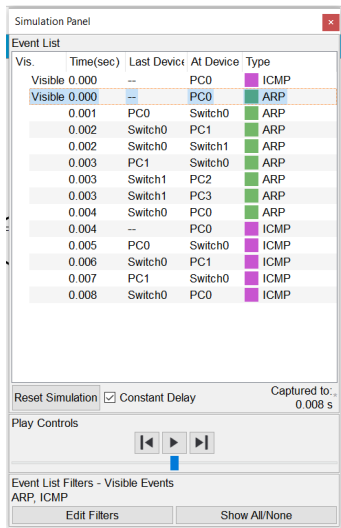 Simulation Panel
Event List
Vis. Time(sec) Last Device At Device Type
Visible 0.000 -- PC0 ICMP
Visible 0.000 -- PC0 ARP
0.001 PC0 Switch0 ARP
0.002 Switch0 PC1 ARP
0.002 Switch0 Switch1 ARP
0.003 PC1 Switch0 ARP
0.003 Switch1 PC2 ARP
0.003 Switch1 PC3 ARP
0.004 Switch0 PC0 ARP
0.004 -- PC0 ICMP
0.005 PC0 Switch0 ICMP
0.006 Switch0 PC1 ICMP
0.007 PC1 Switch0 ICMP
0.008 Switch0 PC0 ICMP
Reset Simulation Constant Delay Captured to:
0.008 s
Play Controls
Event List Filters - Visible Events
ARP, ICMP
Edit Filters Show All/None